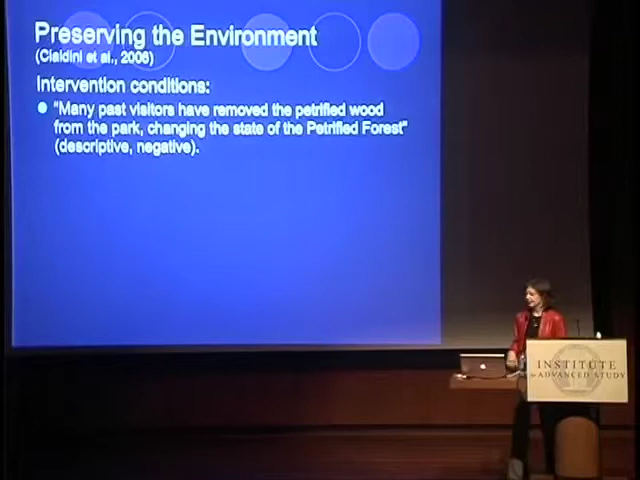 Preserving the Environment
(Cialdini et al., 2006)
Intervention conditions:
"Many past visitors have removed the petrified wood
from the park, changing the state of the Petrified Forest"
(descriptive, negative).
INSTITUTE
for ADVANCED STUDY